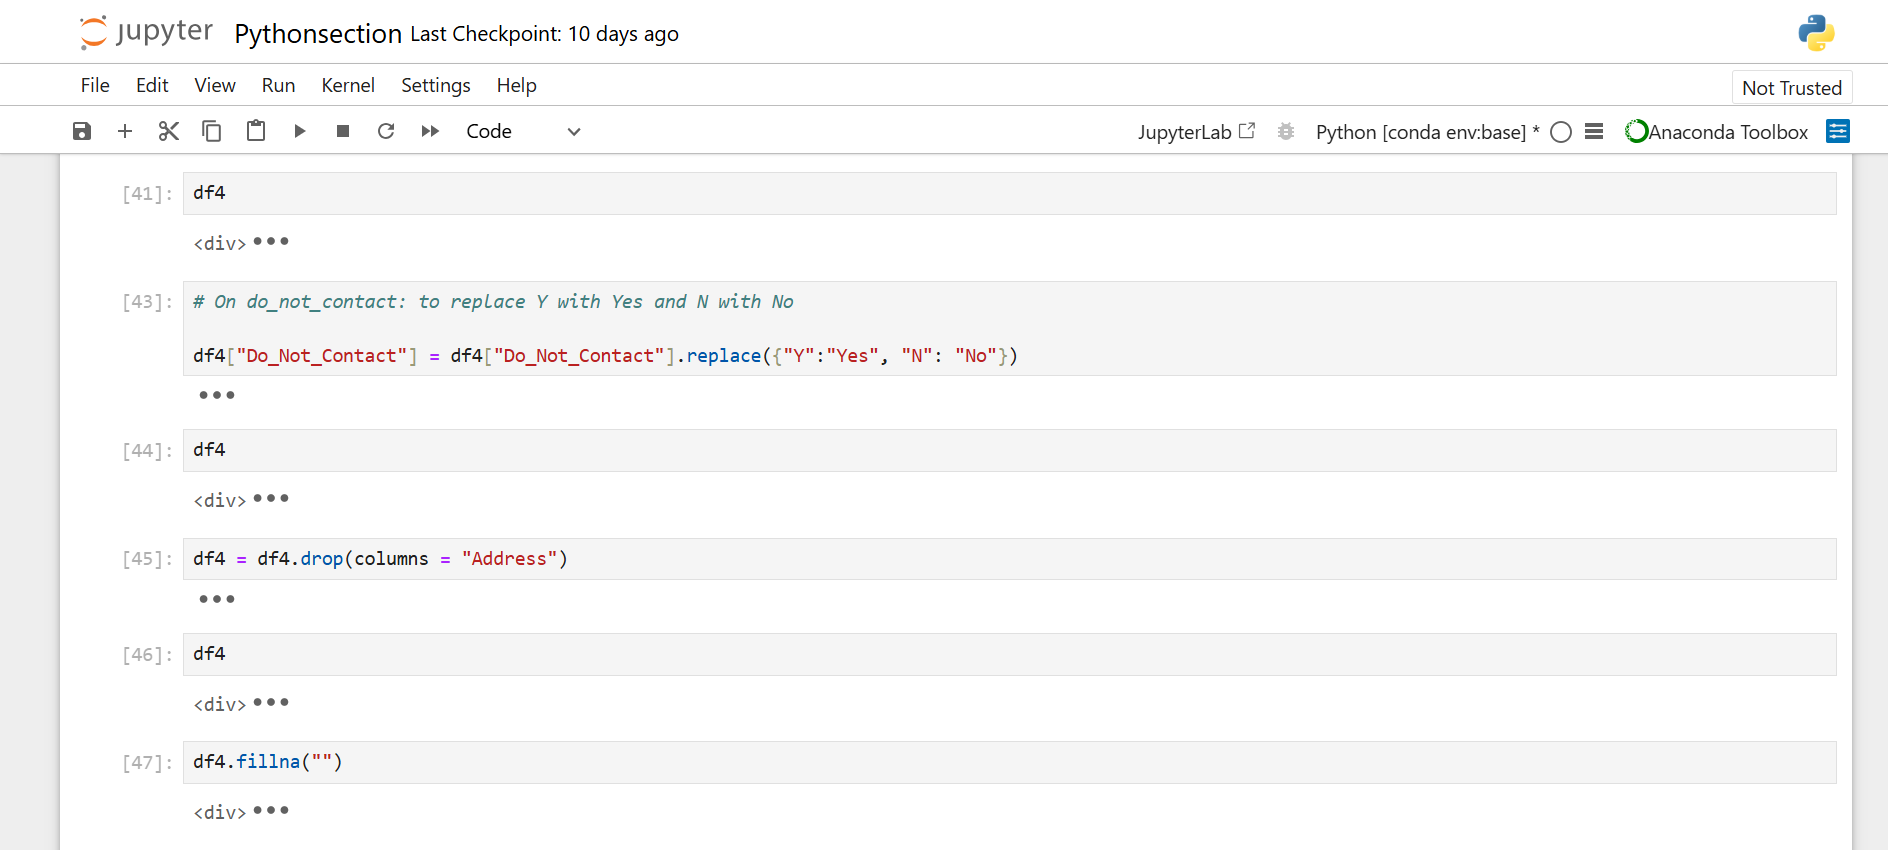 jupyter Pythonsection Last Checkpoint: 10 days ago
File Edit View Run Kernel Settings Help
Not Trusted
Code
JupyterLab Python [conda env:base] * Anaconda Toolbox
[41]: df4
<div>
[43]: # On do_not_contact: to replace Y with Yes and N with No
df4["Do_Not_Contact"] = df4["Do_Not_Contact"].replace({"Y":"Yes", "N": "No"})
[44]: df4
<div>
[45]: df4 = df4.drop(columns = "Address")
[46]: df4
<div>
[47]: df4.fillna("")
<div>